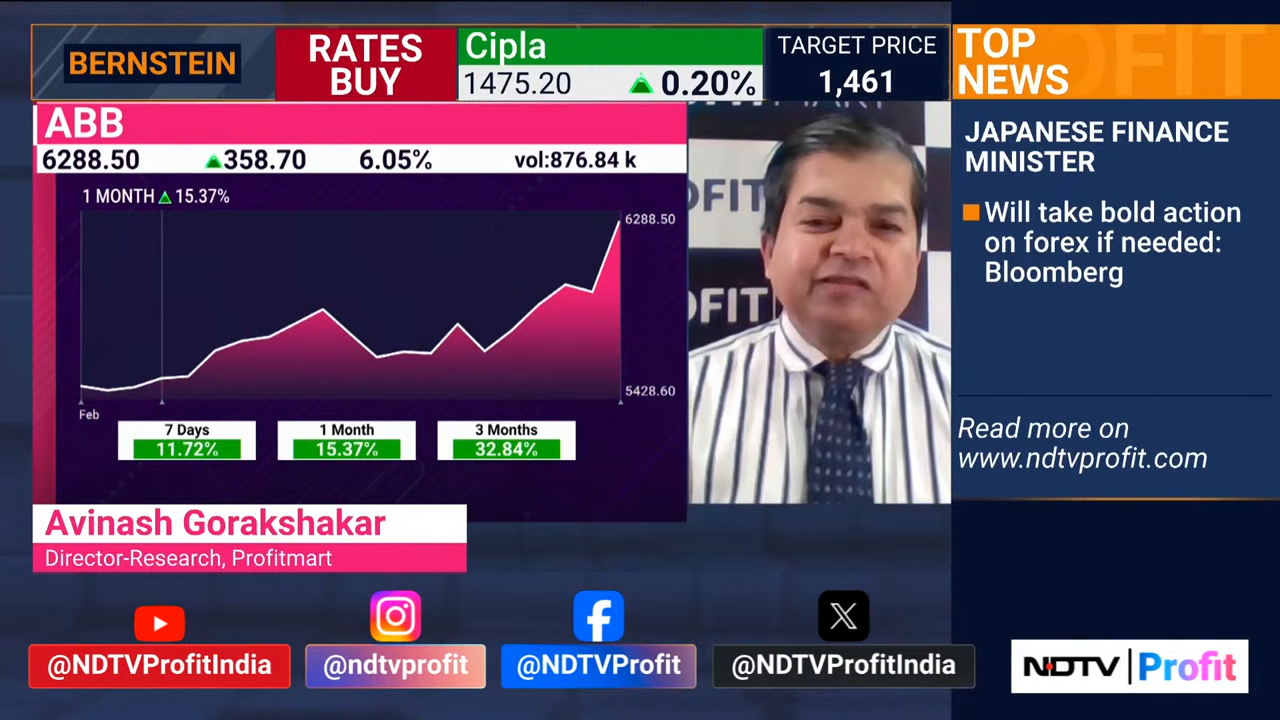 BERNSTEIN
RATES
BUY
Cipla
1475.20
0.20%
TARGET PRICE
1,461
TOP
NEWS
ABB
6288.50
358.70
6.05%
vol:876.84 k
1 MONTH
15.37%
6288.50
5428.60
Feb
7 Days
11.72%
1 Month
15.37%
3 Months
32.84%
JAPANESE FINANCE
MINISTER
Will take bold action
on forex if needed:
Bloomberg
Read more on
www.ndtvprofit.com
Avinash Gorakshakar
Director-Research, Profitmart
@NDTVProfitIndia
@ndtvprofit
@NDTVProfit
@NDTVProfitIndia
NDTV | Profit